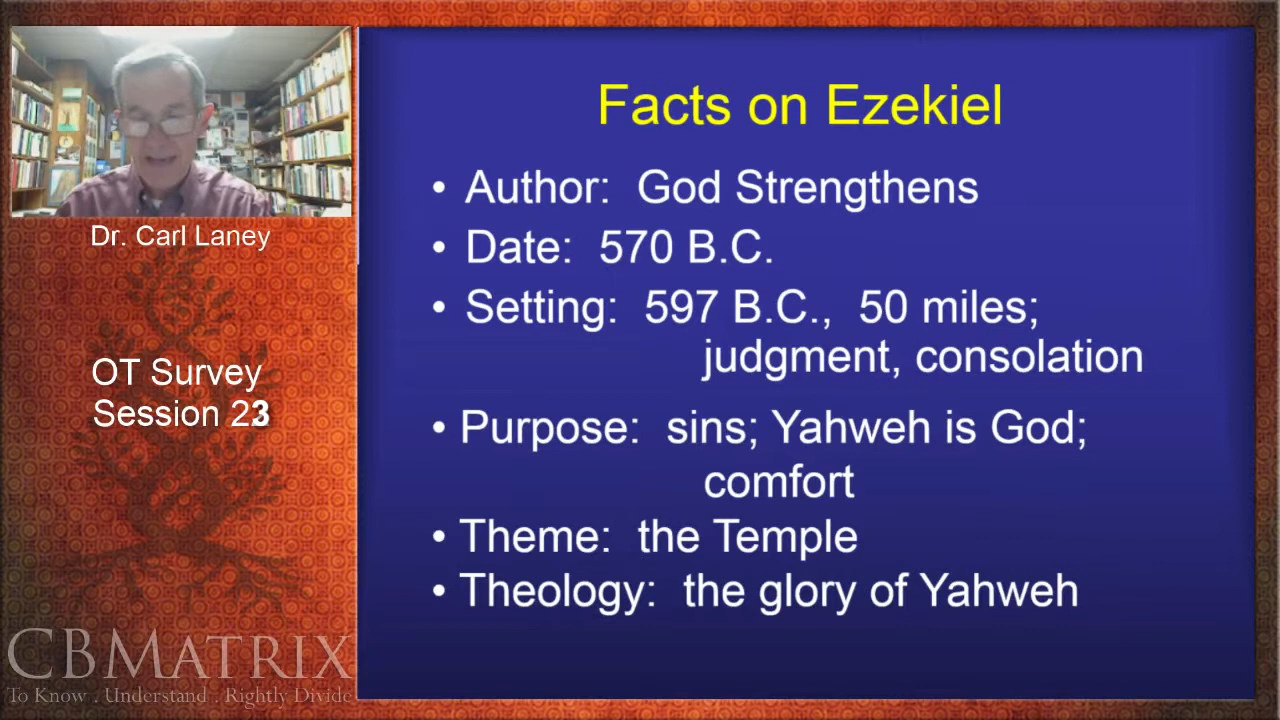 Dr. Carl Laney
OT Survey
Session 23
CBMATRIX
To Know . Understand . Rightly Divide
Facts on Ezekiel
• Author: God Strengthens
• Date: 570 B.C.
• Setting: 597 B.C., 50 miles;
judgment, consolation
• Purpose: sins; Yahweh is God;
comfort
• Theme: the Temple
• Theology: the glory of Yahweh